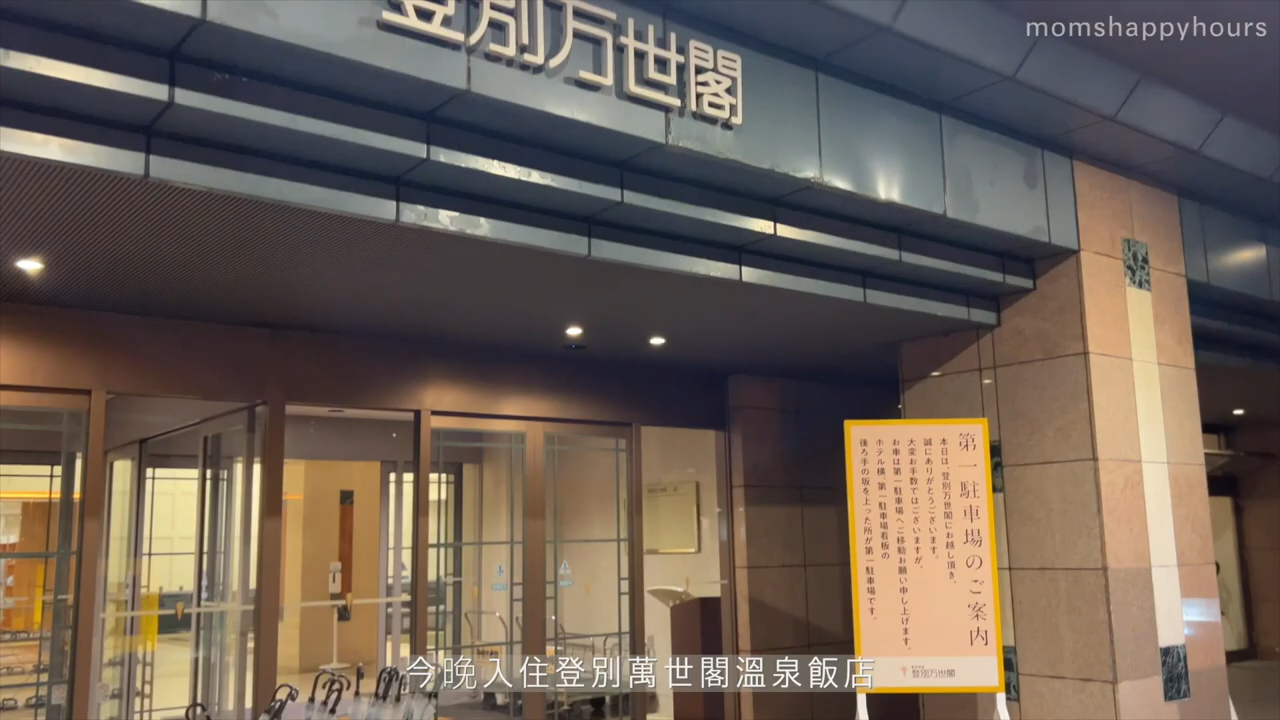 momshappyhours
登別万世閣
第一駐車場のご案内
本日は、登別万世閣にお越し頂き、
誠にありがとうございます。
大変お手数ではございますが、
お車は第一駐車場へご移動お願い申し上げます。
ホテル横、第一駐車場看板の
後ろ手の坂を上った所が第一駐車場です。
登別万世閣
今晚入住登別萬世閣溫泉飯店